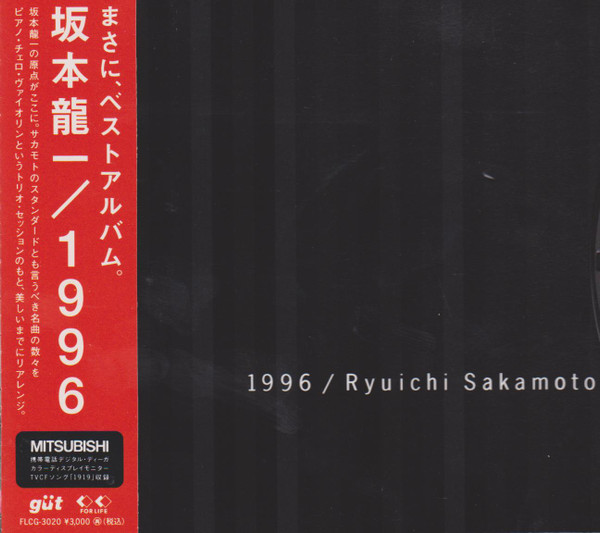 まさに、ベストアルバム。
坂本龍一／1996
坂本龍一の原点がここに。サカモトのスタンダードとも言うべき名曲の数々を
ピアノ・チェロ・ヴァイオリンというトリオ・セッションのもと、美しいまでにリアレンジ。
MITSUBISHI
携帯電話デジタル・ディーガ
カラーディスプレイモニター
TVCFソング「1919」収録
güt
FOR LIFE
FLCG-3020 ¥3,000 (税込)
1996 / Ryuichi Sakamoto